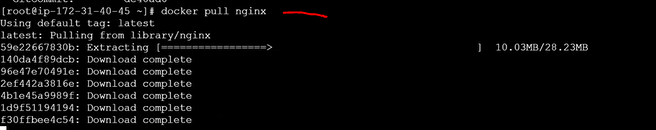 [root@ip-172-31-40-45 ~]# docker pull nginx
Using default tag: latest
latest: Pulling from library/nginx
59e22667830b: Extracting [=================>                                 ]  10.03MB/28.23MB
140da4f89dcb: Download complete
96e47e70491e: Download complete
2ef442a3816e: Download complete
4b1e45a9989f: Download complete
1d9f51194194: Download complete
f30ffbee4c54: Download complete